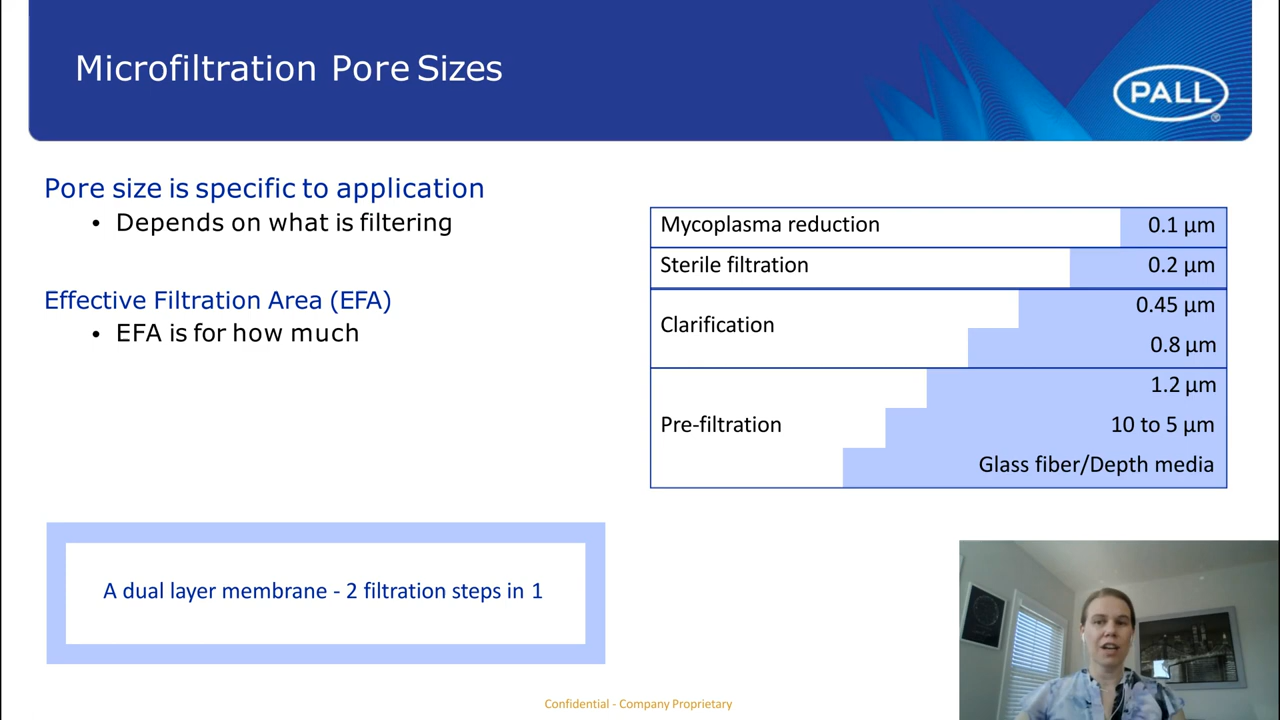 Microfiltration Pore Sizes
PALL
®
Pore size is specific to application
• Depends on what is filtering
Effective Filtration Area (EFA)
• EFA is for how much
Mycoplasma reduction 0.1 µm
Sterile filtration 0.2 µm
Clarification
0.45 µm
0.8 µm
Pre-filtration
1.2 µm
10 to 5 µm
Glass fiber/Depth media
A dual layer membrane - 2 filtration steps in 1
Confidential - Company Proprietary